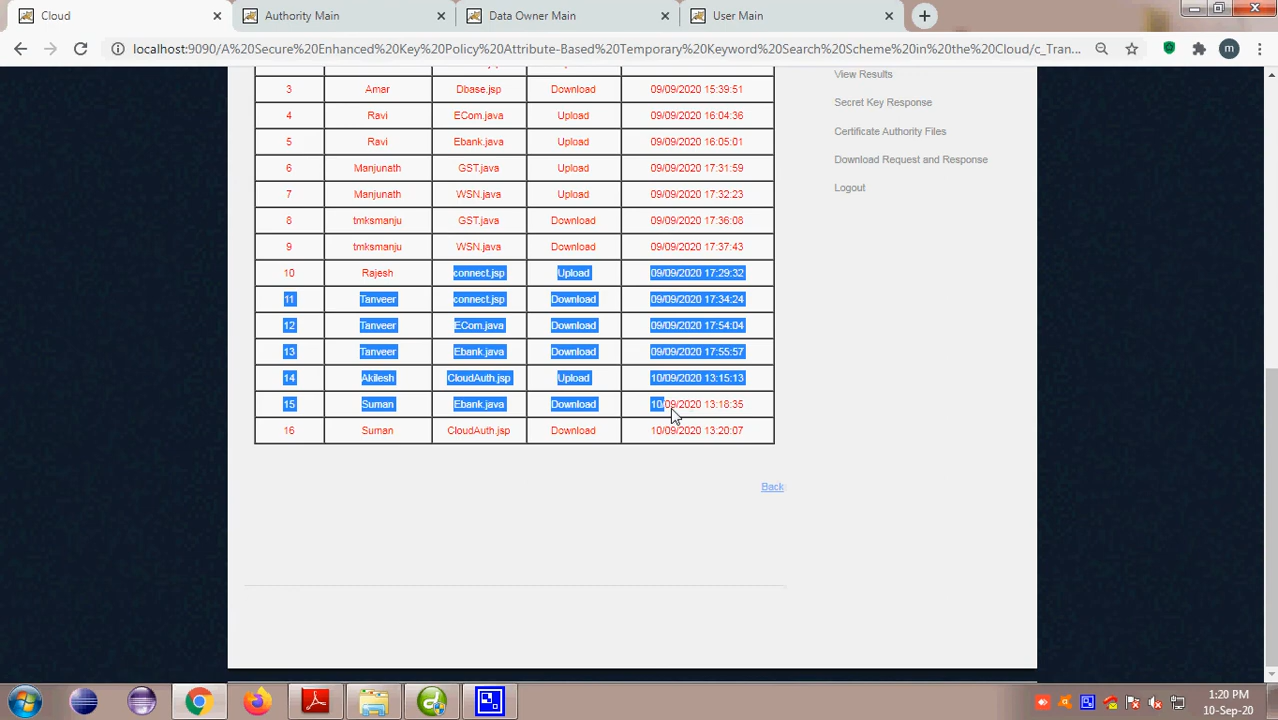 Cloud
Authority Main
Data Owner Main
User Main
localhost:9090/A%20Secure%20Enhanced%20Key%20Policy%20Attribute-Based%20Temporary%20Keyword%20Search%20Scheme%20in%20the%20Cloud/c_Tran...
m
3 Amar Dbase.jsp Download 09/09/2020 15:39:51
4 Ravi ECom.java Upload 09/09/2020 16:04:36
5 Ravi Ebank.java Upload 09/09/2020 16:05:01
6 Manjunath GST.java Upload 09/09/2020 17:31:59
7 Manjunath WSN.java Upload 09/09/2020 17:32:23
8 tmksmanju GST.java Download 09/09/2020 17:36:08
9 tmksmanju WSN.java Download 09/09/2020 17:37:43
10 Rajesh connect.jsp Upload 09/09/2020 17:29:32
11 Tanveer connect.jsp Download 09/09/2020 17:34:24
12 Tanveer ECom.java Download 09/09/2020 17:54:04
13 Tanveer Ebank.java Download 09/09/2020 17:55:57
14 Akilesh CloudAuth.jsp Upload 10/09/2020 13:15:13
15 Suman Ebank.java Download 10/09/2020 13:18:35
16 Suman CloudAuth.jsp Download 10/09/2020 13:20:07
Back
View Results
Secret Key Response
Certificate Authority Files
Download Request and Response
Logout
1:20 PM
10-Sep-20